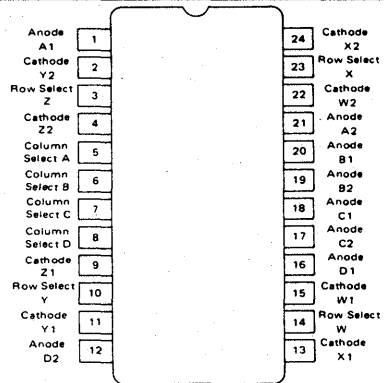 Anode
A1
1
Cathode
Y2
2
Row Select
Z
3
Cathode
Z2
4
Column
Select A
5
Column
Select B
6
Column
Select C
7
Column
Select D
8
Cathode
Z1
9
Row Select
Y
10
Cathode
Y1
11
Anode
D2
12
24
Cathode
X2
23
Row Select
X
22
Cathode
W2
21
Anode
A2
20
Anode
B1
19
Anode
B2
18
Anode
C1
17
Anode
C2
16
Anode
D1
15
Cathode
W1
14
Row Select
W
13
Cathode
X1